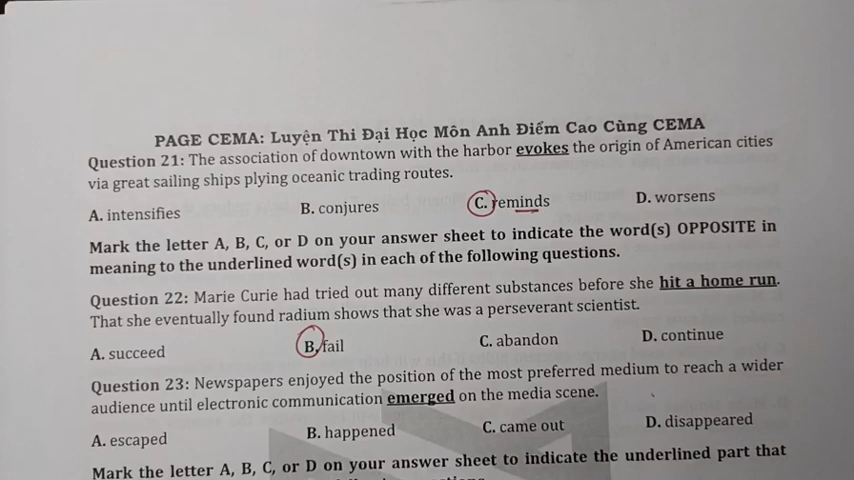 PAGE CEMA: Luyện Thi Đại Học Môn Anh Điểm Cao Cùng CEMA
Question 21: The association of downtown with the harbor evokes the origin of American cities
via great sailing ships plying oceanic trading routes.
A. intensifies B. conjures C. reminds D. worsens
Mark the letter A, B, C, or D on your answer sheet to indicate the word(s) OPPOSITE in
meaning to the underlined word(s) in each of the following questions.
Question 22: Marie Curie had tried out many different substances before she hit a home run.
That she eventually found radium shows that she was a perseverant scientist.
A. succeed B. fail C. abandon D. continue
Question 23: Newspapers enjoyed the position of the most preferred medium to reach a wider
audience until electronic communication emerged on the media scene.
A. escaped B. happened C. came out D. disappeared
Mark the letter A, B, C, or D on your answer sheet to indicate the underlined part that